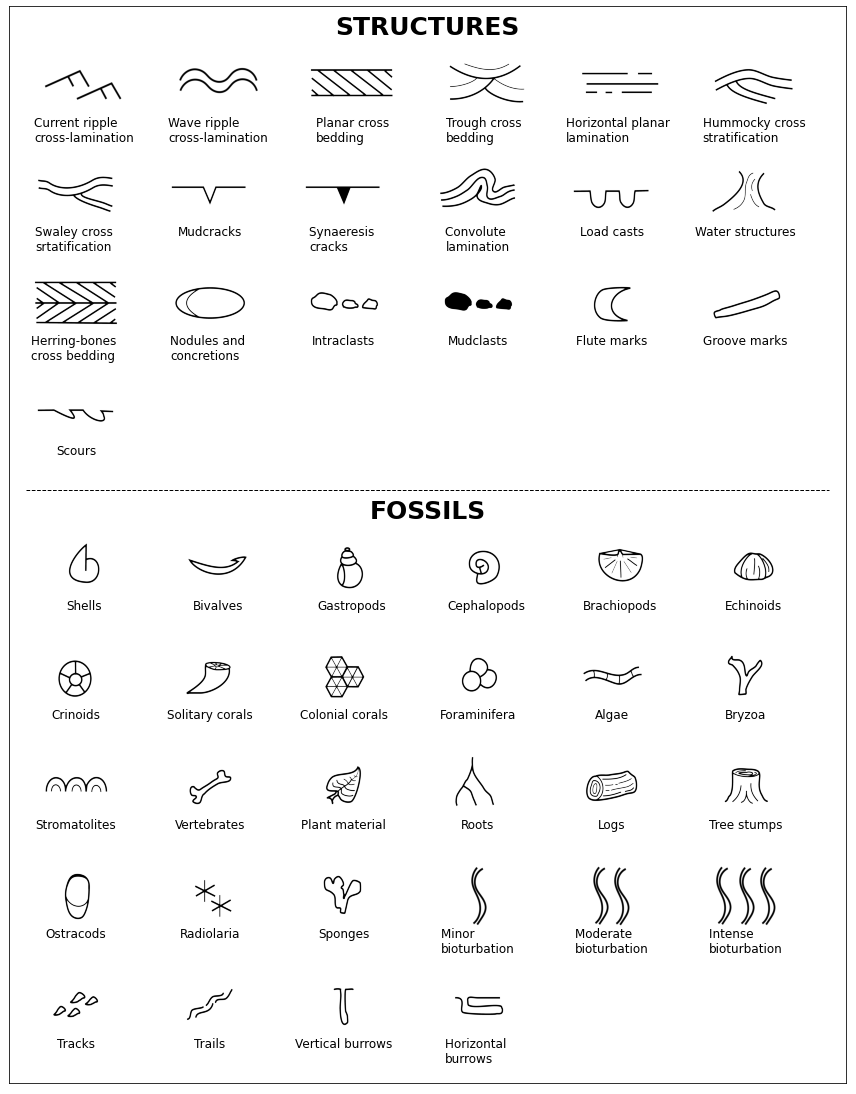 STRUCTURES
Current ripple
cross-lamination
Wave ripple
cross-lamination
Planar cross
bedding
Trough cross
bedding
Horizontal planar
lamination
Hummocky cross
stratification
Swaley cross
srtatification
Mudcracks
Synaeresis
cracks
Convolute
lamination
Load casts
Water structures
Herring-bones
cross bedding
Nodules and
concretions
Intraclasts
Mudclasts
Flute marks
Groove marks
Scours
FOSSILS
Shells
Bivalves
Gastropods
Cephalopods
Brachiopods
Echinoids
Crinoids
Solitary corals
Colonial corals
Foraminifera
Algae
Bryzoa
Stromatolites
Vertebrates
Plant material
Roots
Logs
Tree stumps
Ostracods
Radiolaria
Sponges
Minor
bioturbation
Moderate
bioturbation
Intense
bioturbation
Tracks
Trails
Vertical burrows
Horizontal
burrows